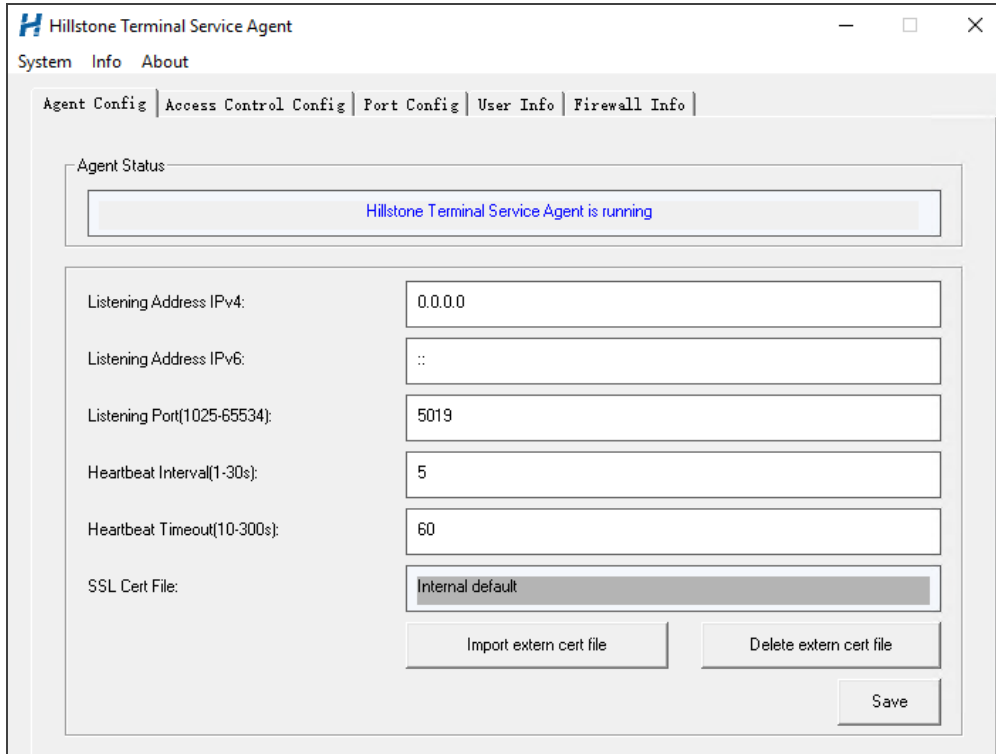 Hillstone Terminal Service Agent
System Info About
Agent Config Access Control Config Port Config User Info Firewall Info
Agent Status
Hillstone Terminal Service Agent is running
Listening Address IPv4: 0.0.0.0
Listening Address IPv6: ::
Listening Port(1025-65534): 5019
Heartbeat Interval(1-30s): 5
Heartbeat Timeout(10-300s): 60
SSL Cert File: Internal default
Import extern cert file Delete extern cert file
Save